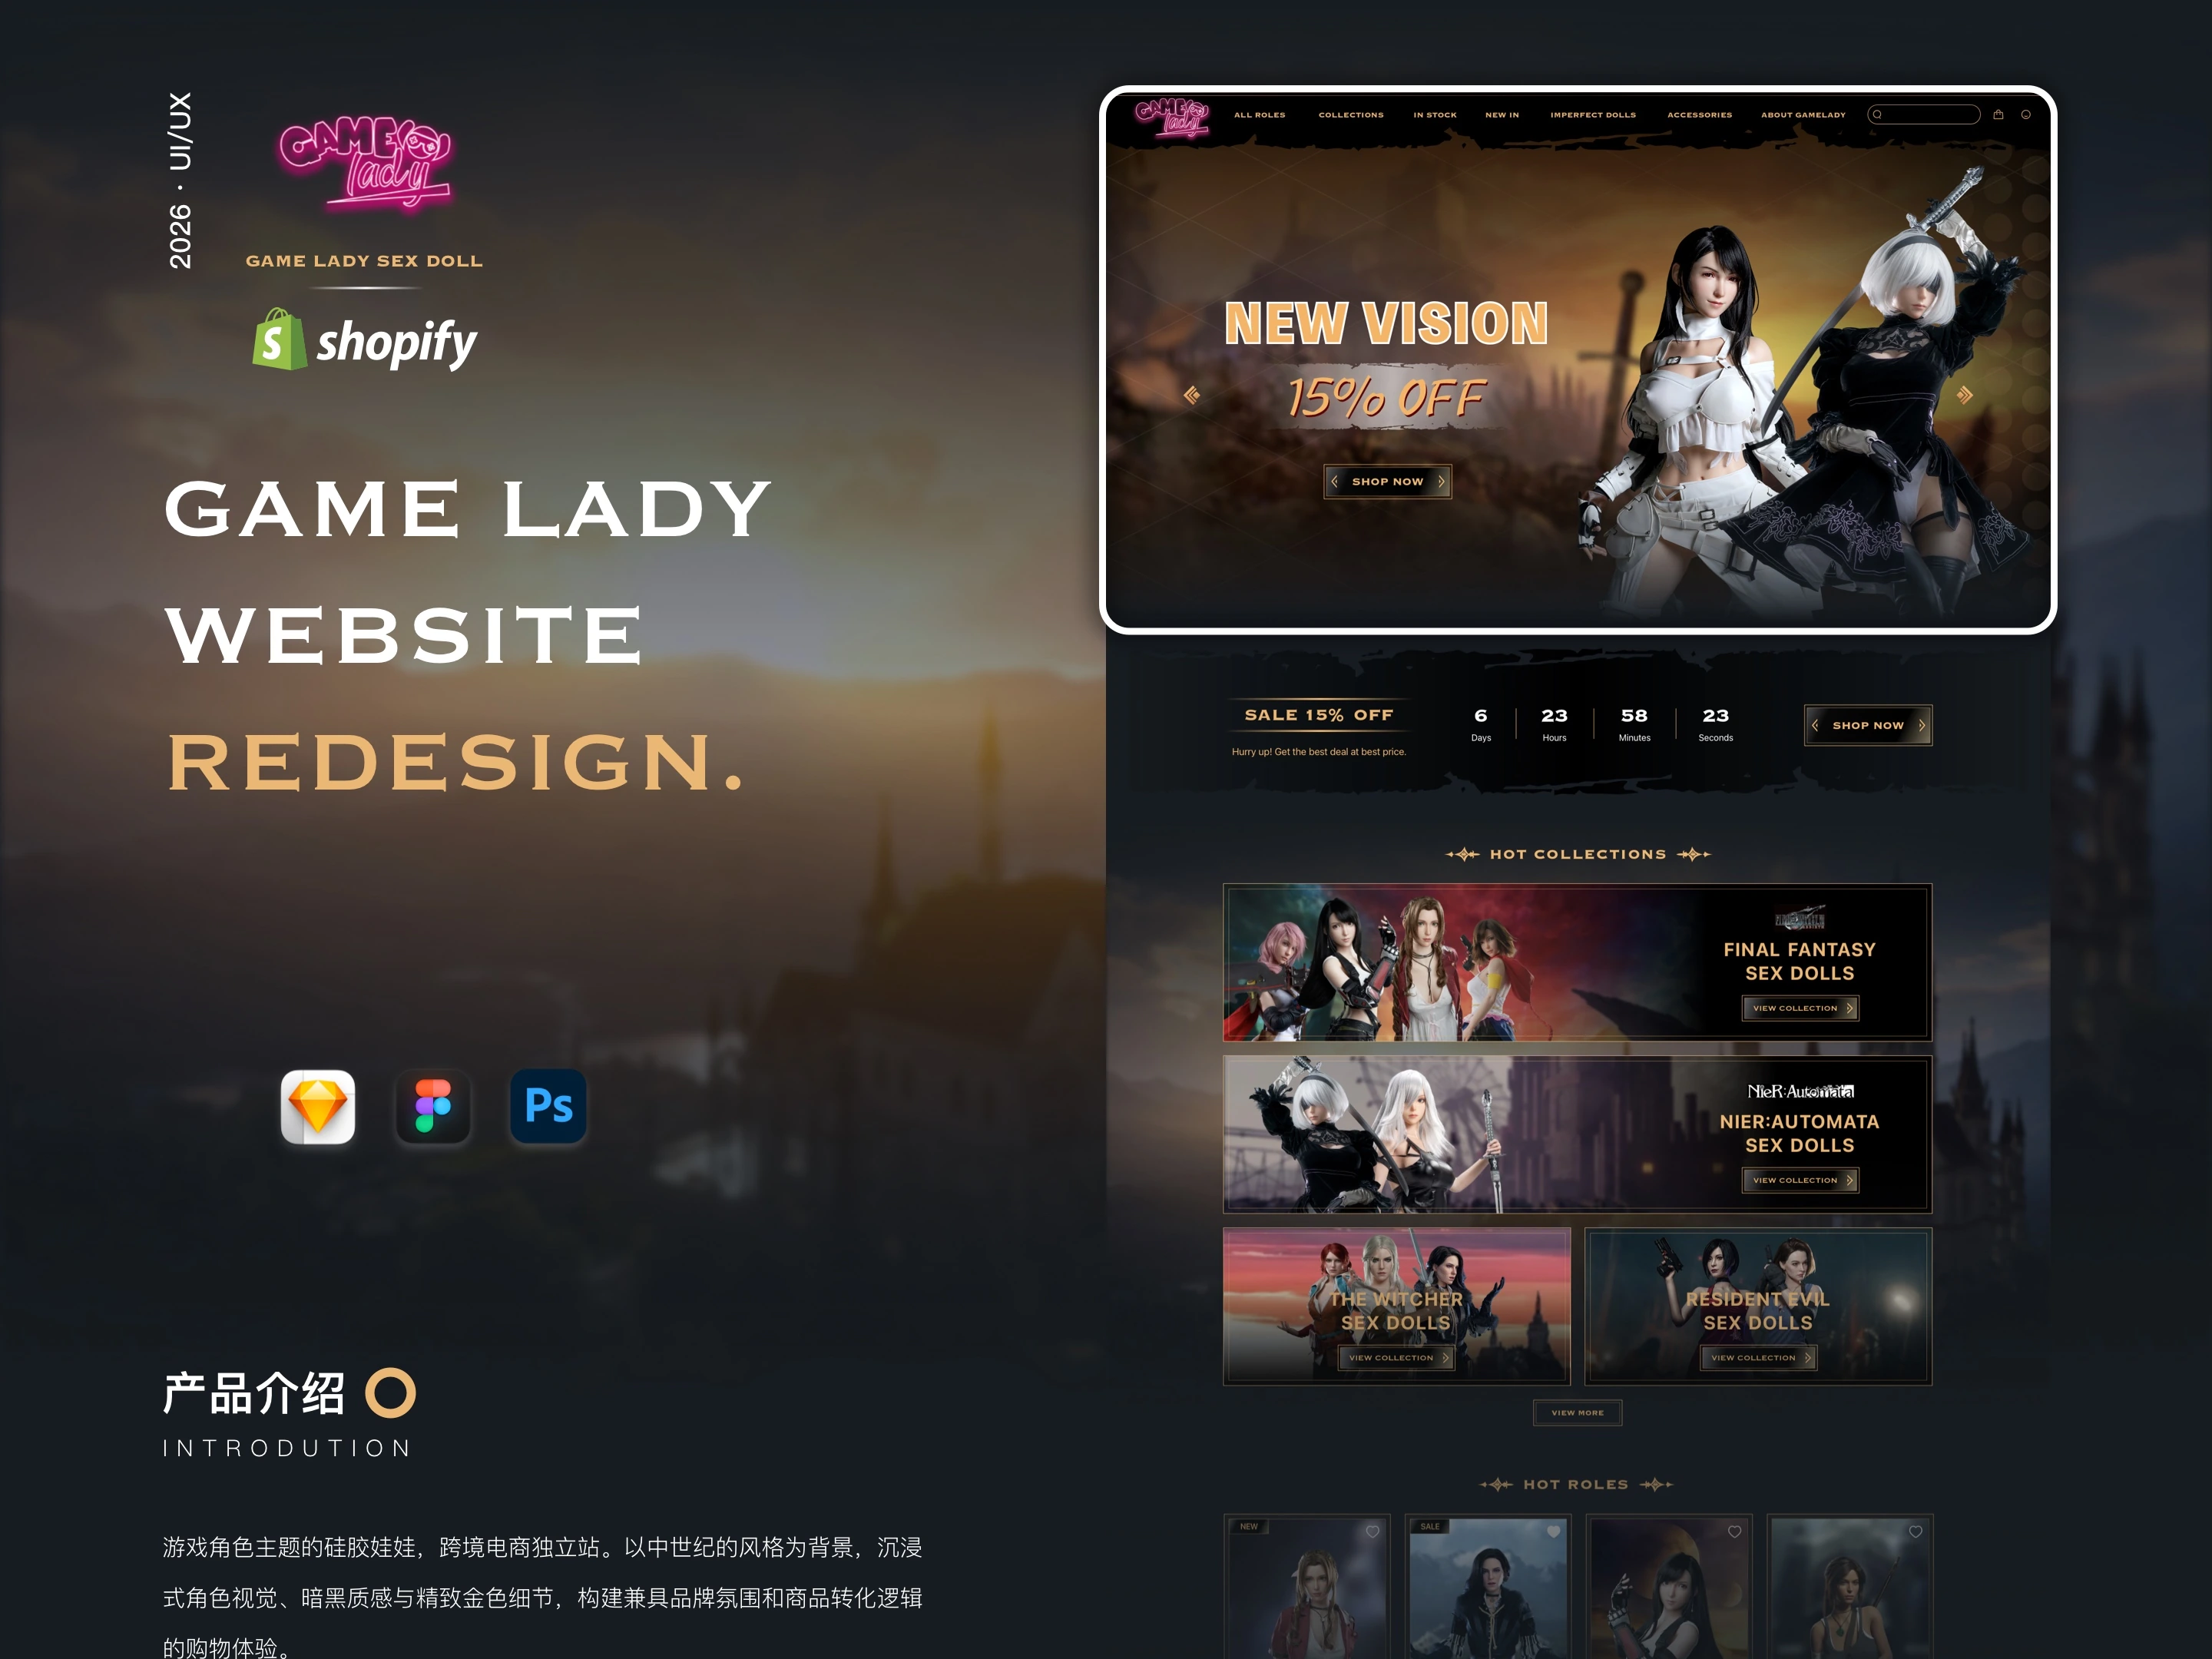 2026 · UI/UX
GAME lady
GAME LADY SEX DOLL
S shopify
GAME LADY
WEBSITE
REDESIGN.
Ps
产品介绍
INTRODUTION
游戏角色主题的硅胶娃娃，跨境电商独立站。以中世纪的风格为背景，沉浸
式角色视觉、暗黑质感与精致金色细节，构建兼具品牌氛围和商品转化逻辑
的购物体验。
GAME lady
ALL ROLES COLLECTIONS IN STOCK NEW IN IMPERFECT DOLLS ACCESSORIES ABOUT GAMELADY
NEW VISION
15% OFF
SHOP NOW
SALE 15% OFF
Hurry up! Get the best deal at best price.
6 23 58 23
Days Hours Minutes Seconds
SHOP NOW
HOT COLLECTIONS
FINAL FANTASY
SEX DOLLS
VIEW COLLECTION
NieR:Automata
NIER:AUTOMATA
SEX DOLLS
VIEW COLLECTION
THE WITCHER
SEX DOLLS
VIEW COLLECTION
RESIDENT EVIL
SEX DOLLS
VIEW COLLECTION
VIEW MORE
HOT ROLES
NEW
SALE